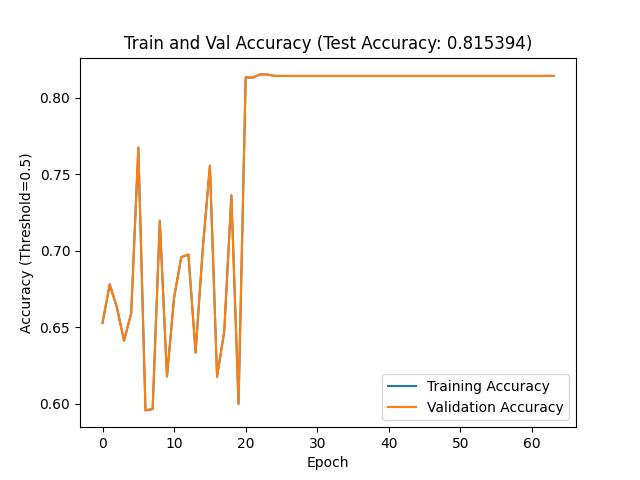 Train and Val Accuracy (Test Accuracy: 0.815394)
Accuracy (Threshold=0.5)
0.80
0.75
0.70
0.65
0.60
0 10 20 30 40 50 60
Epoch
Training Accuracy
Validation Accuracy